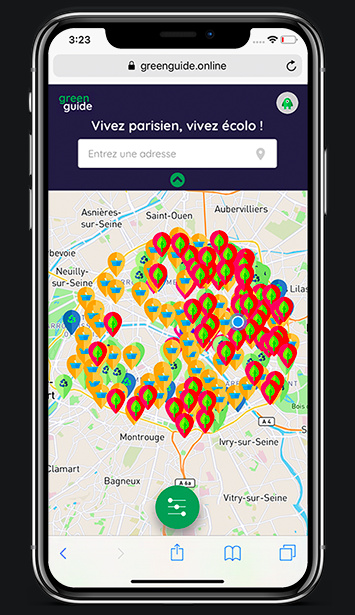 3:23
greenguide.online
green
guide
Vivez parisien, vivez écolo !
Entrez une adresse
Asnières-
sur-Seine
Saint-Ouen
Aubervilliers
Neuilly-
sur-Seine
Lilas
Montrouge
Ivry-sur-Seine
A 4
Clamart
Bagneux
A 6a
Vitry-sur-Seine